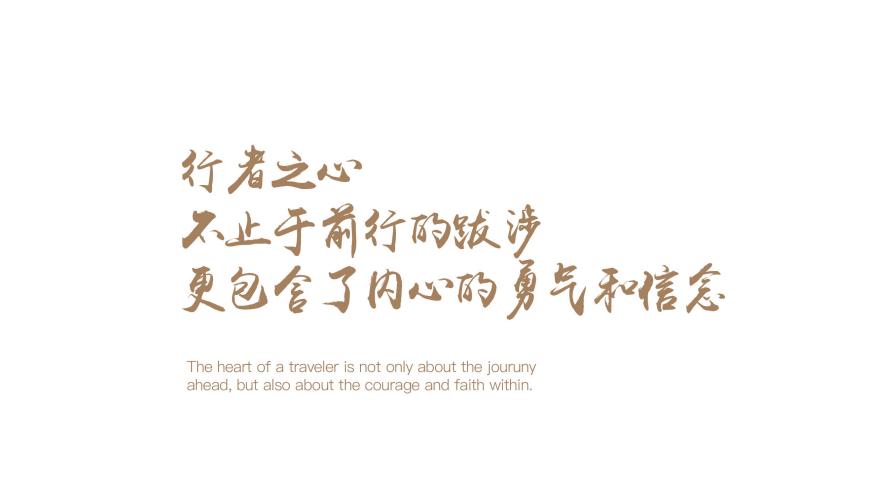 行者之心
不止于前行的跋涉
更包含了内心的勇气和信念
The heart of a traveler is not only about the jouruny
ahead, but also about the courage and faith within.